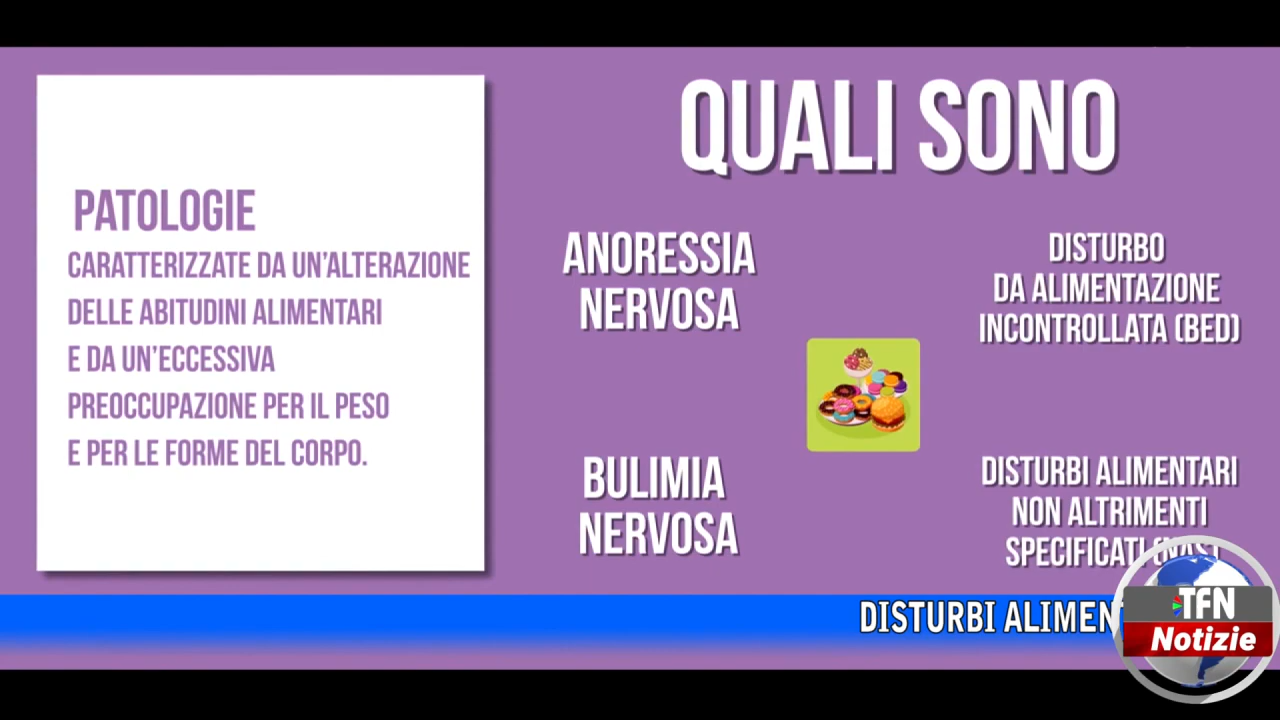 PATOLOGIE
CARATTERIZZATE DA UN'ALTERAZIONE
DELLE ABITUDINI ALIMENTARI
E DA UN'ECCESSIVA
PREOCCUPAZIONE PER IL PESO
E PER LE FORME DEL CORPO.
QUALI SONO
ANORESSIA
NERVOSA
DISTURBO
DA ALIMENTAZIONE
INCONTROLLATA (BED)
BULIMIA
NERVOSA
DISTURBI ALIMENTARI
NON ALTRIMENTI
SPECIFICATI (NAS)
DISTURBI
TFN
Notizie